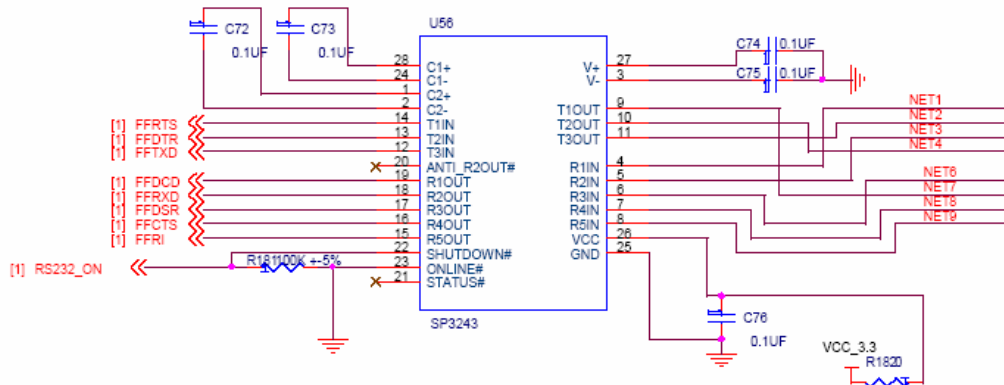 U56
C72
0.1UF
C73
0.1UF
28
C1+
24
C1-
1
C2+
2
C2-
[1] FFRTS
14
T1IN
[1] FFDTR
13
T2IN
[1] FFTXD
12
T3IN
20
ANTI_R2OUT#
[1] FFDCD
19
R1OUT
[1] FFRXD
18
R2OUT
[1] FFDSR
17
R3OUT
[1] FFCTS
16
R4OUT
[1] FFRI
15
R5OUT
22
SHUTDOWN#
[1] RS232_ON
R181100K +-5%
23
ONLINE#
21
STATUS#
SP3243
V+
27
C74
0.1UF
V-
3
C75
0.1UF
T1OUT
9
NET1
T2OUT
10
NET2
T3OUT
11
NET3
NET4
R1IN
4
R2IN
5
NET6
R3IN
6
NET7
R4IN
7
NET8
R5IN
8
NET9
VCC
26
GND
25
C76
0.1UF
VCC_3.3
R1820